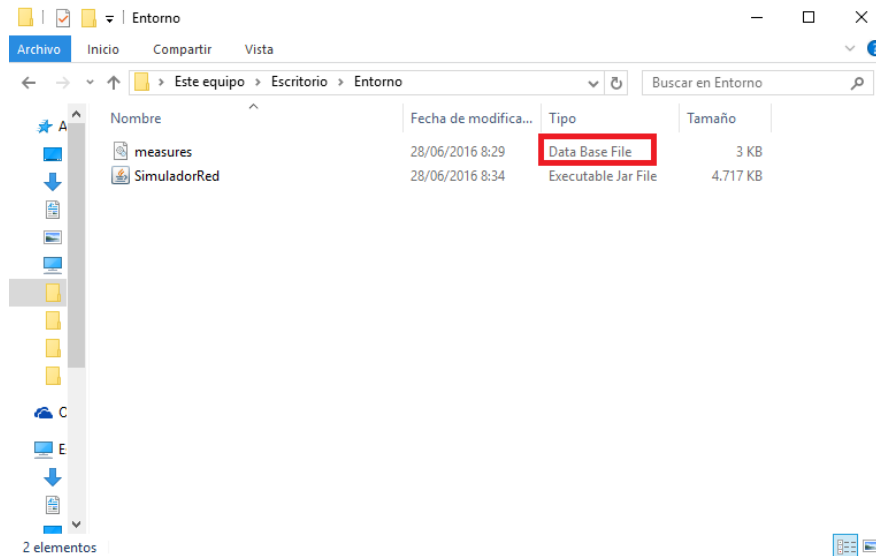 Entorno
Archivo Inicio Compartir Vista
Este equipo > Escritorio > Entorno Buscar en Entorno
Nombre Fecha de modifica... Tipo Tamaño
measures 28/06/2016 8:29 Data Base File 3 KB
SimuladorRed 28/06/2016 8:34 Executable Jar File 4.717 KB
A
C
E
2 elementos